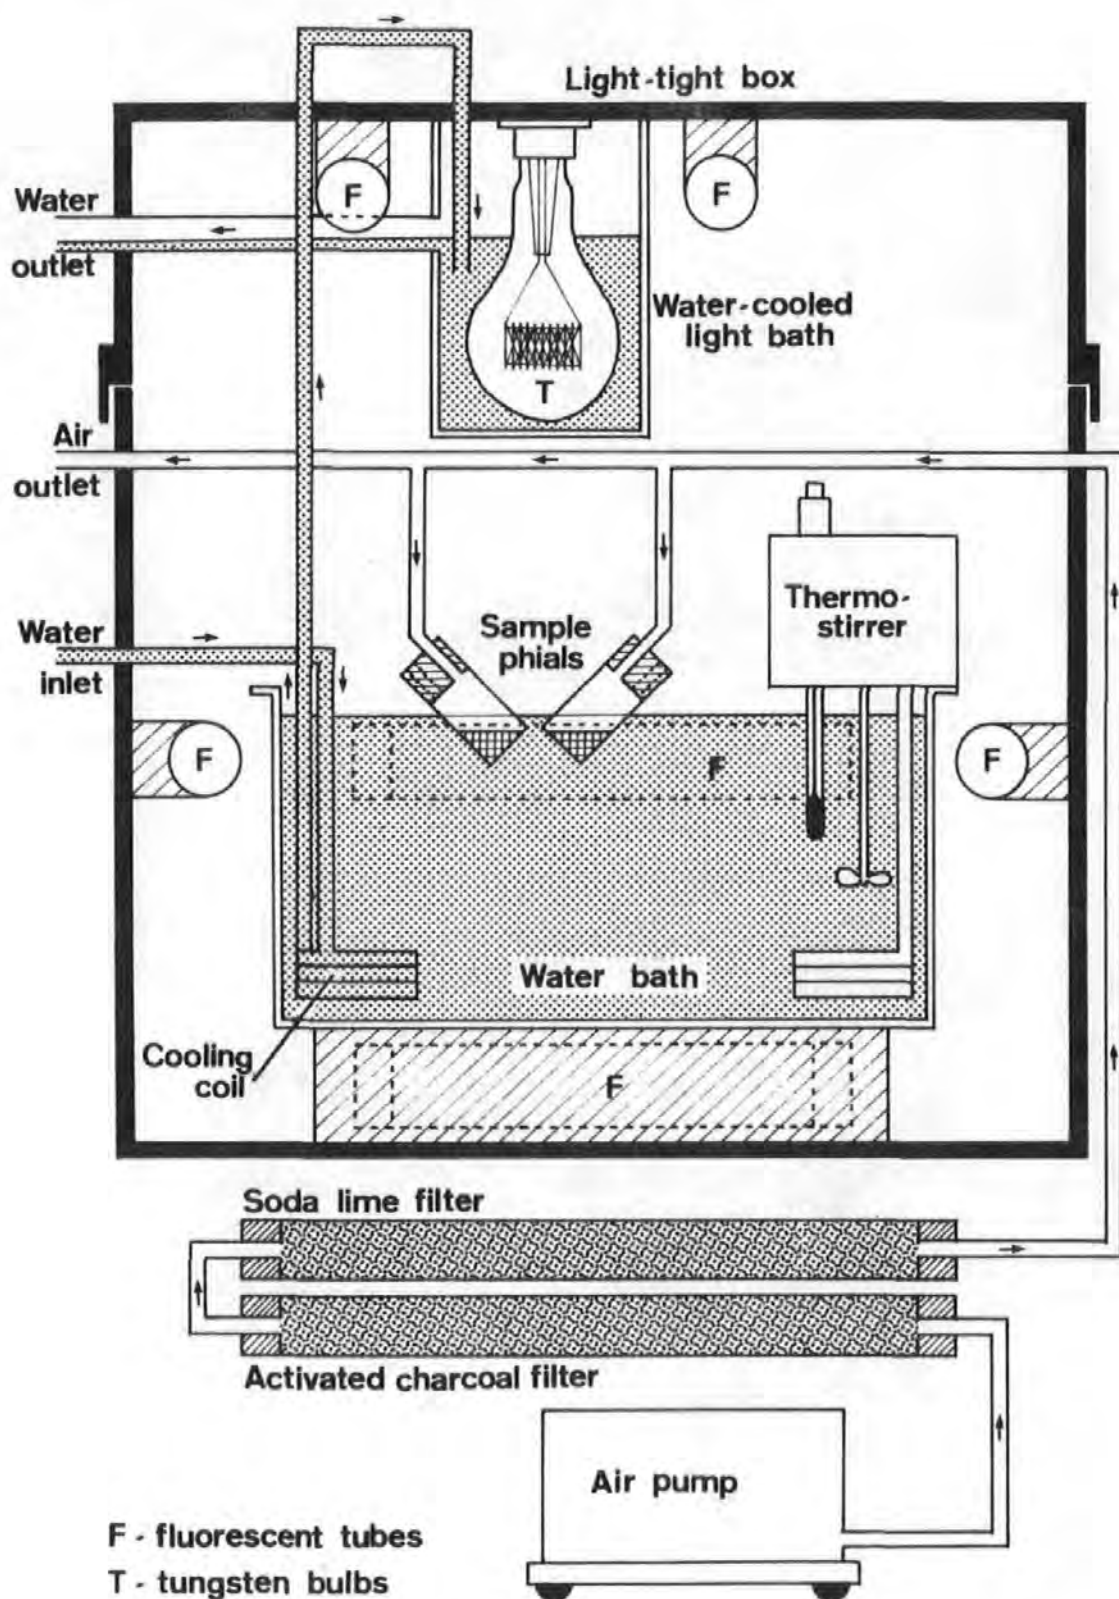 Light-tight box
F
F
Water
outlet
Water-cooled
light bath
T
Air
outlet
Thermo-
stirrer
Sample
phials
Water
inlet
F
F
F
Water bath
Cooling
coil
F
Soda lime filter
Activated charcoal filter
Air pump
F - fluorescent tubes
T - tungsten bulbs